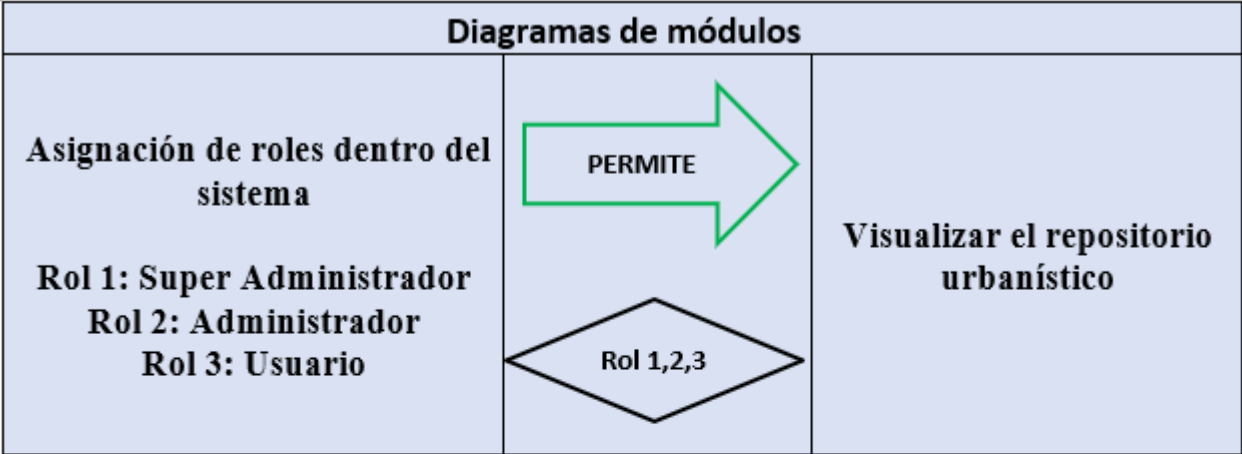 Diagramas de módulos
Asignación de roles dentro del
sistema
Rol 1: Super Administrador
Rol 2: Administrador
Rol 3: Usuario
PERMITE
Rol 1,2,3
Visualizar el repositorio
urbanístico